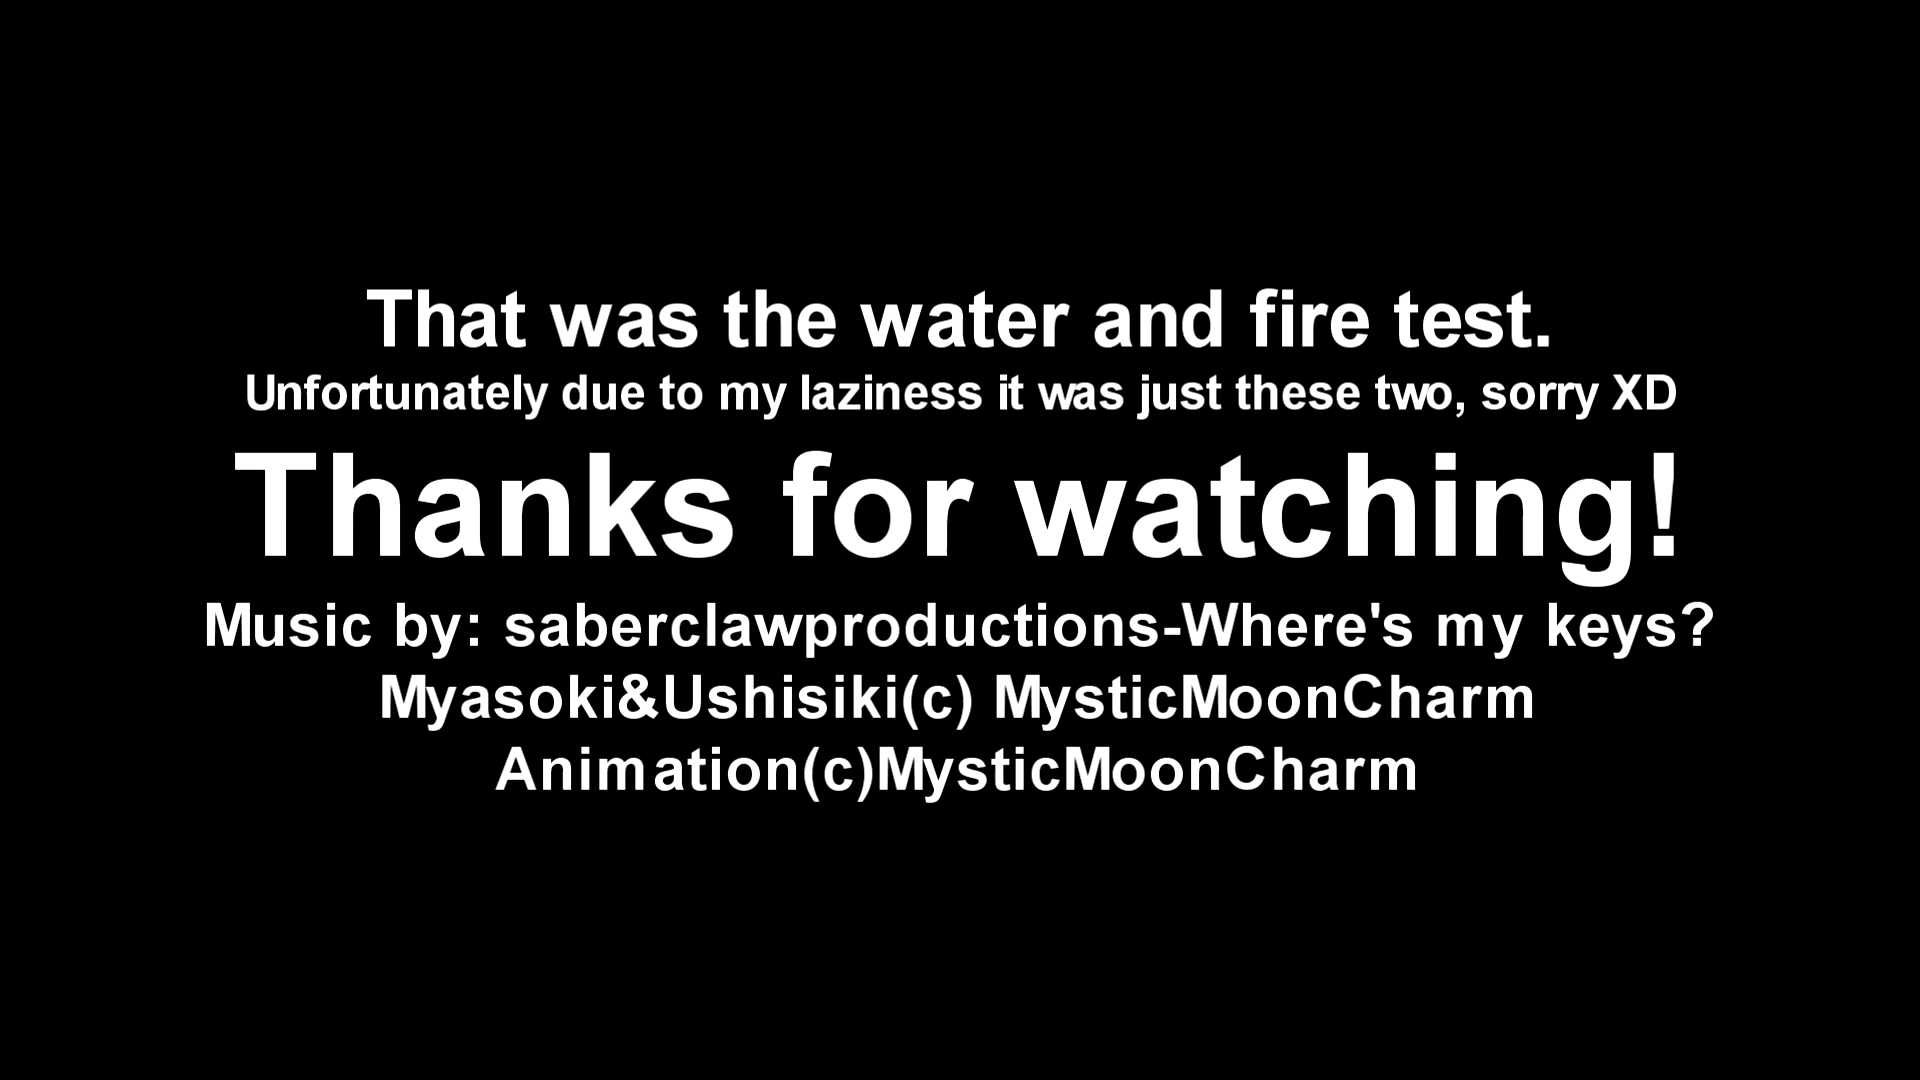 That was the water and fire test.
Unfortunately due to my laziness it was just these two, sorry XD
Thanks for watching!
Music by: saberclawproductions-Where's my keys?
Myasoki&Ushisiki(c) MysticMoonCharm
Animation(c)MysticMoonCharm